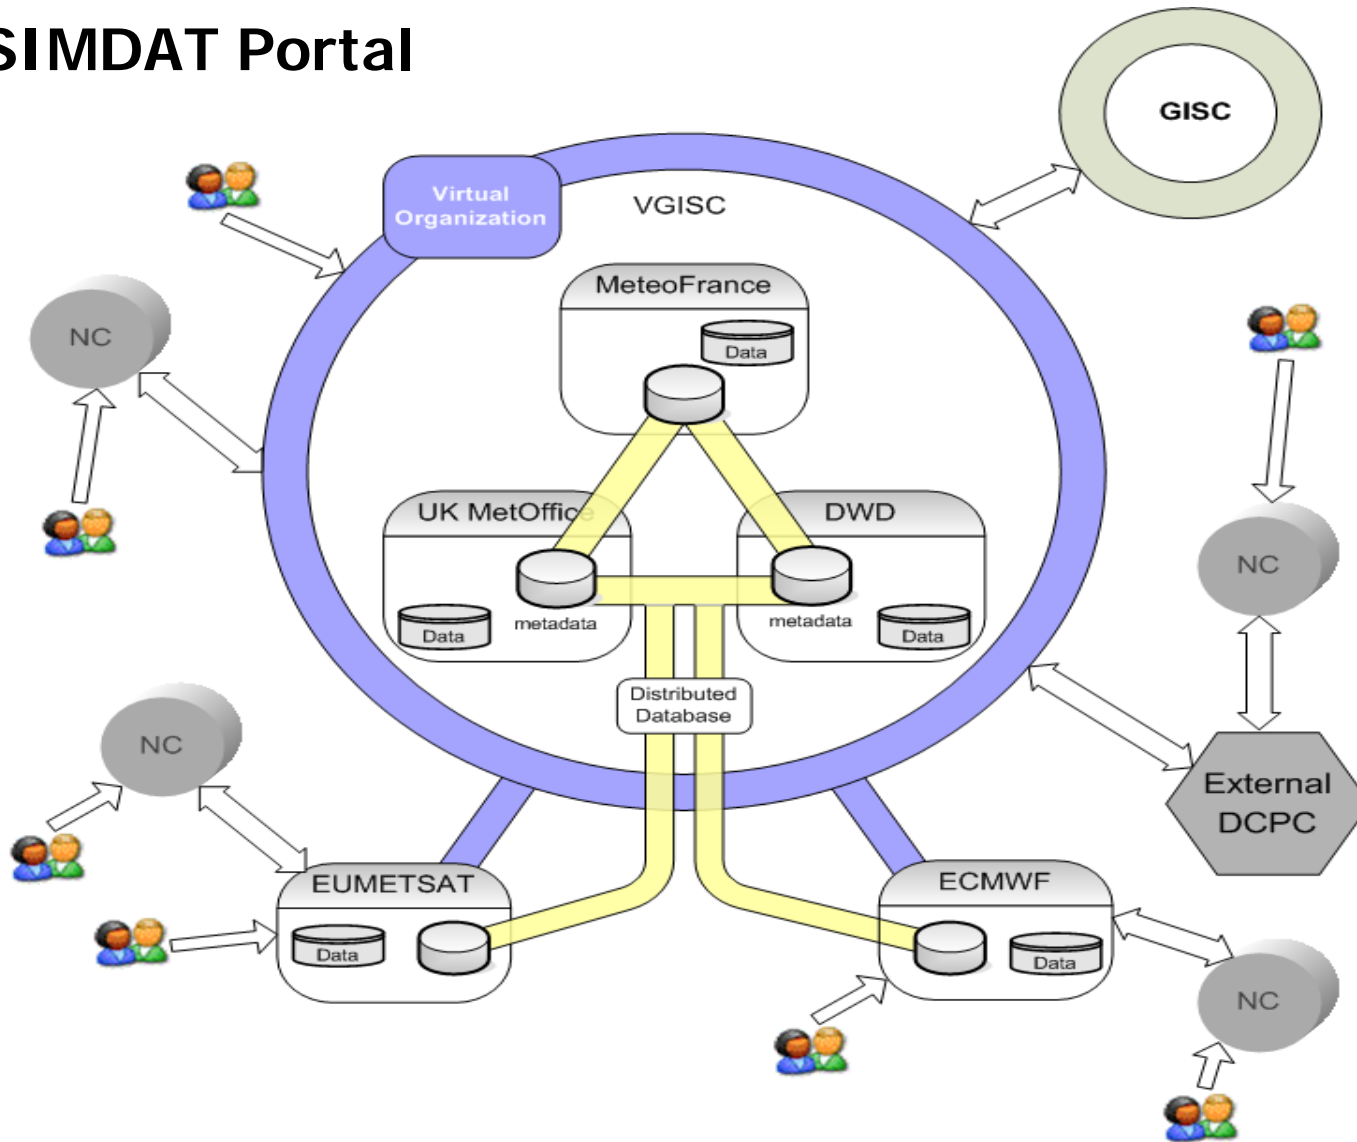 SIMDAT Portal
GISC
Virtual
Organization
VGISC
MeteoFrance
Data
NC
UK MetOffice
DWD
metadata
metadata
Data
Data
NC
Distributed
Database
NC
External
DCPC
EUMETSAT
ECMWF
Data
Data
NC